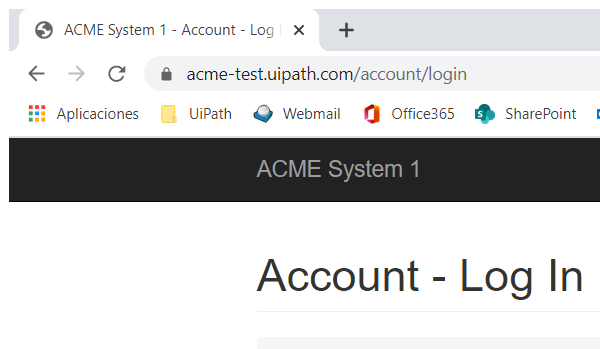 ACME System 1 - Account - Log
acme-test.uipath.com/account/login
Aplicaciones UiPath Webmail Office365 SharePoint
ACME System 1
Account - Log In